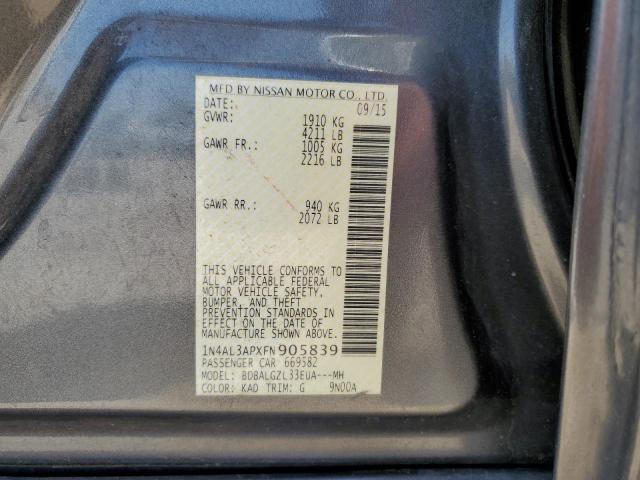 MFD BY NISSAN MOTOR CO., LTD.
DATE: 09/15
GVWR: 1910 KG
4211 LB
GAWR FR.: 1005 KG
2216 LB
GAWR RR.: 940 KG
2072 LB
THIS VEHICLE CONFORMS TO
ALL APPLICABLE FEDERAL
MOTOR VEHICLE SAFETY,
BUMPER, AND THEFT
PREVENTION STANDARDS IN
EFFECT ON THE DATE OF
MANUFACTURE SHOWN ABOVE.
1N4AL3APXFN905839
PASSENGER CAR 669582
MODEL: BDBALGZL33EUA---MH
COLOR: KAD TRIM: G 9N00A